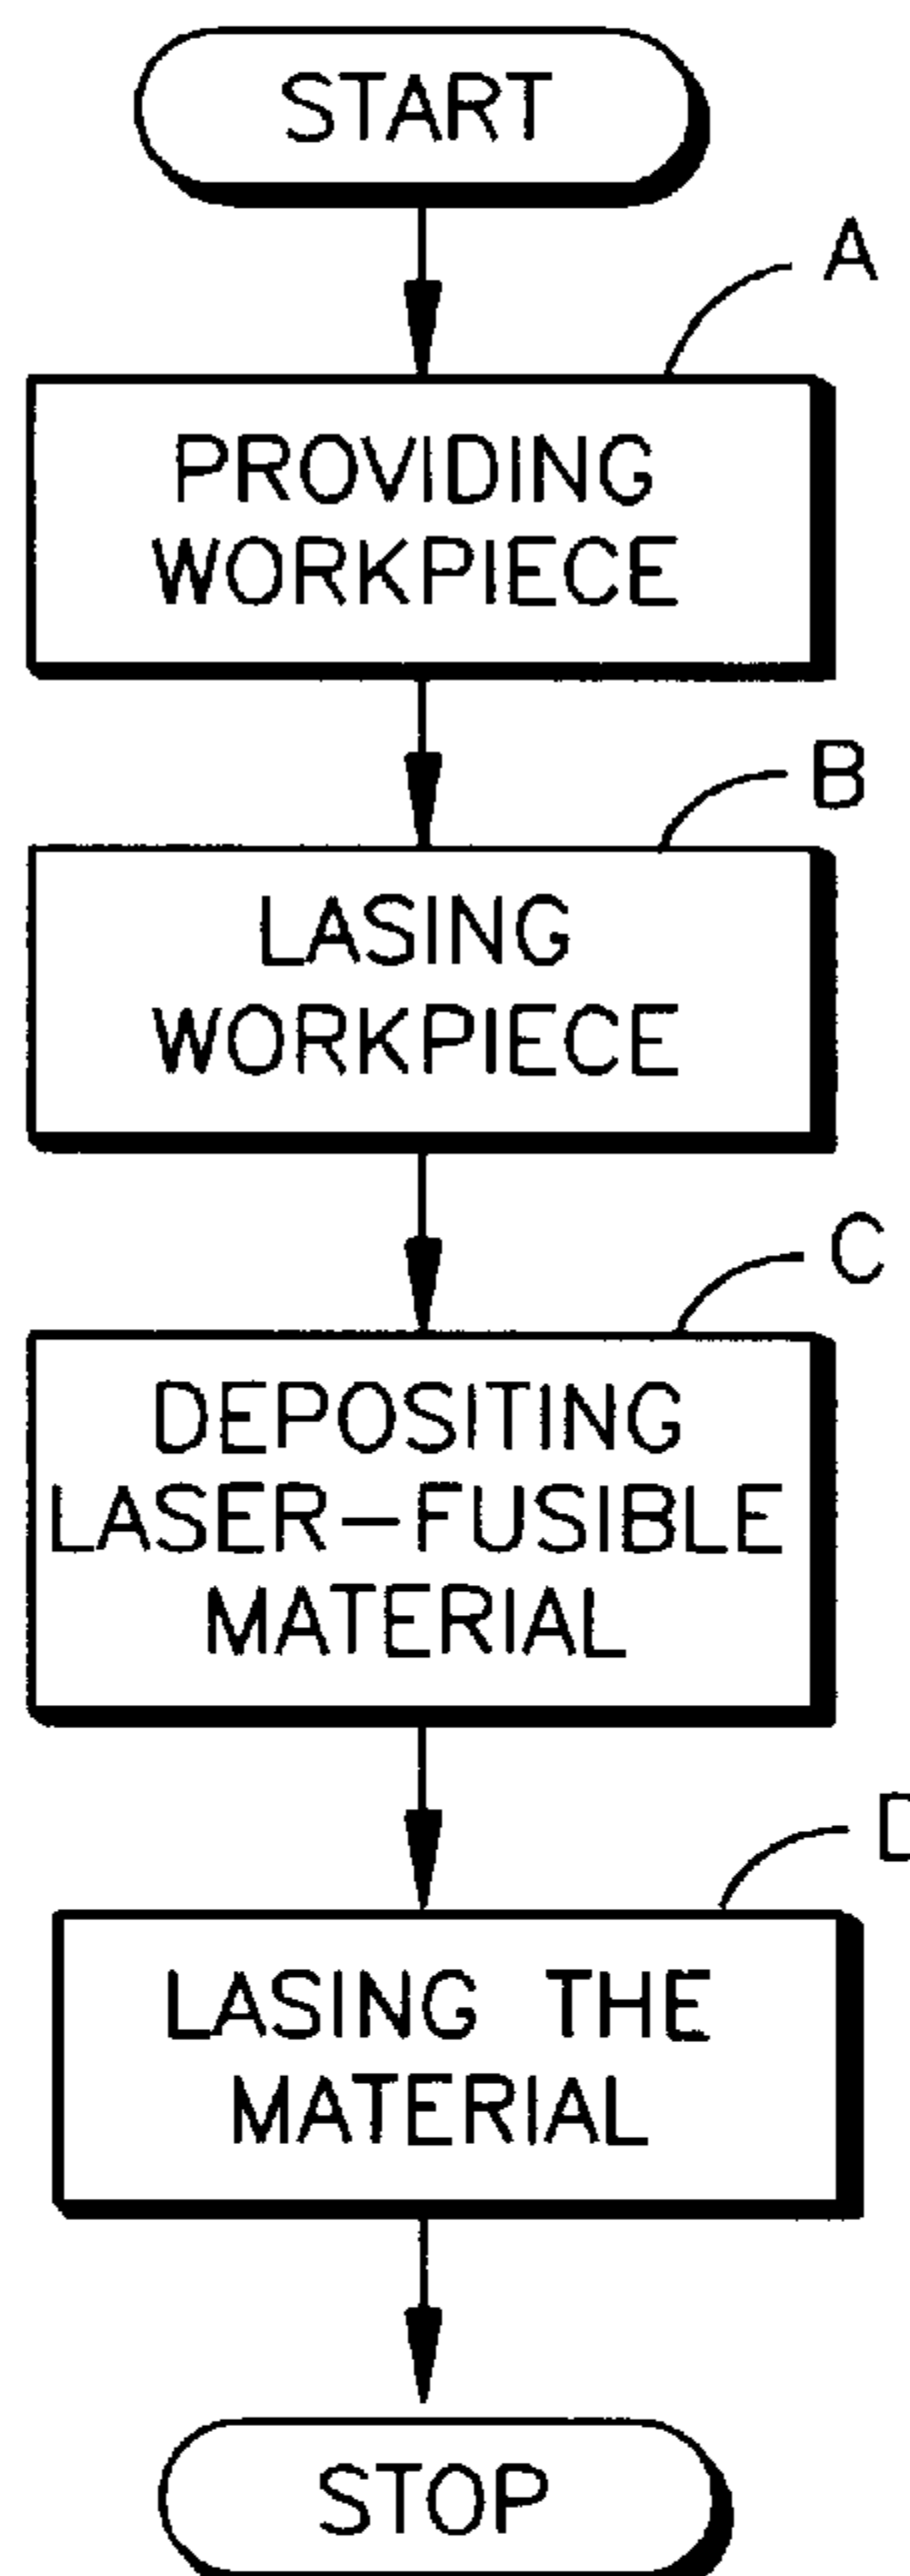 START
A
PROVIDING
WORKPIECE
B
LASING
WORKPIECE
C
DEPOSITING
LASER-FUSIBLE
MATERIAL
D
LASING THE
MATERIAL
STOP